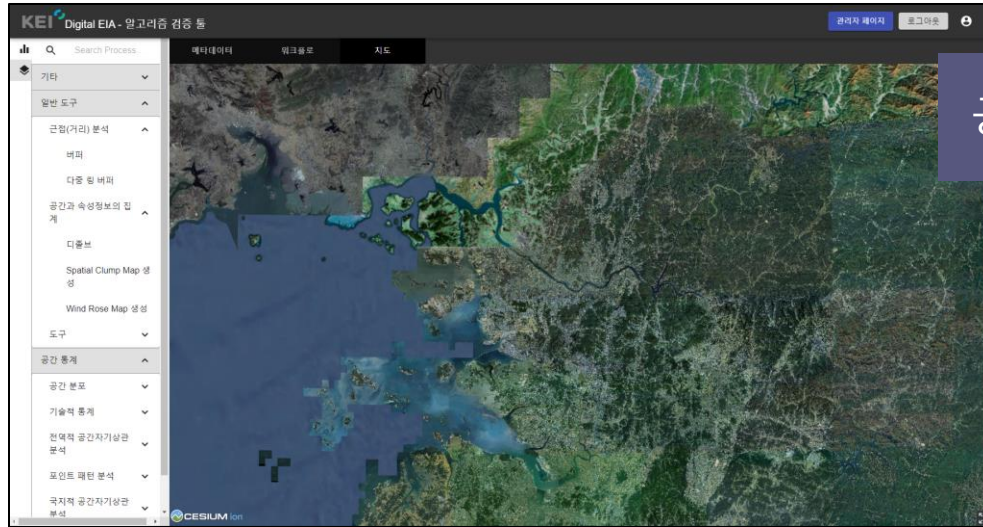 KEI Digital EIA - 알고리즘 검증 툴
관리자 페이지
로그아웃
Search Process..
메타데이터
워크플로
지도
기타
일반 도구
근접(거리) 분석
버퍼
다중 링 버퍼
공간과 속성정보의 집
계
디졸브
Spatial Clump Map 생
성
Wind Rose Map 생성
도구
공간 통계
공간 분포
기술적 통계
전역적 공간자기상관
분석
포인트 패턴 분석
국지적 공간자기상관
분석
CESIUM ion